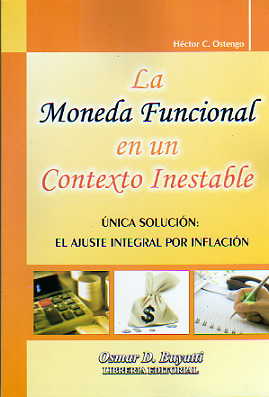 Héctor C. Ostengo
La
Moneda Funcional
en un
Contexto Inestable
ÚNICA SOLUCIÓN:
EL AJUSTE INTEGRAL POR INFLACIÓN
$
Osmar D. Buyatti
LIBRERIA EDITORIAL